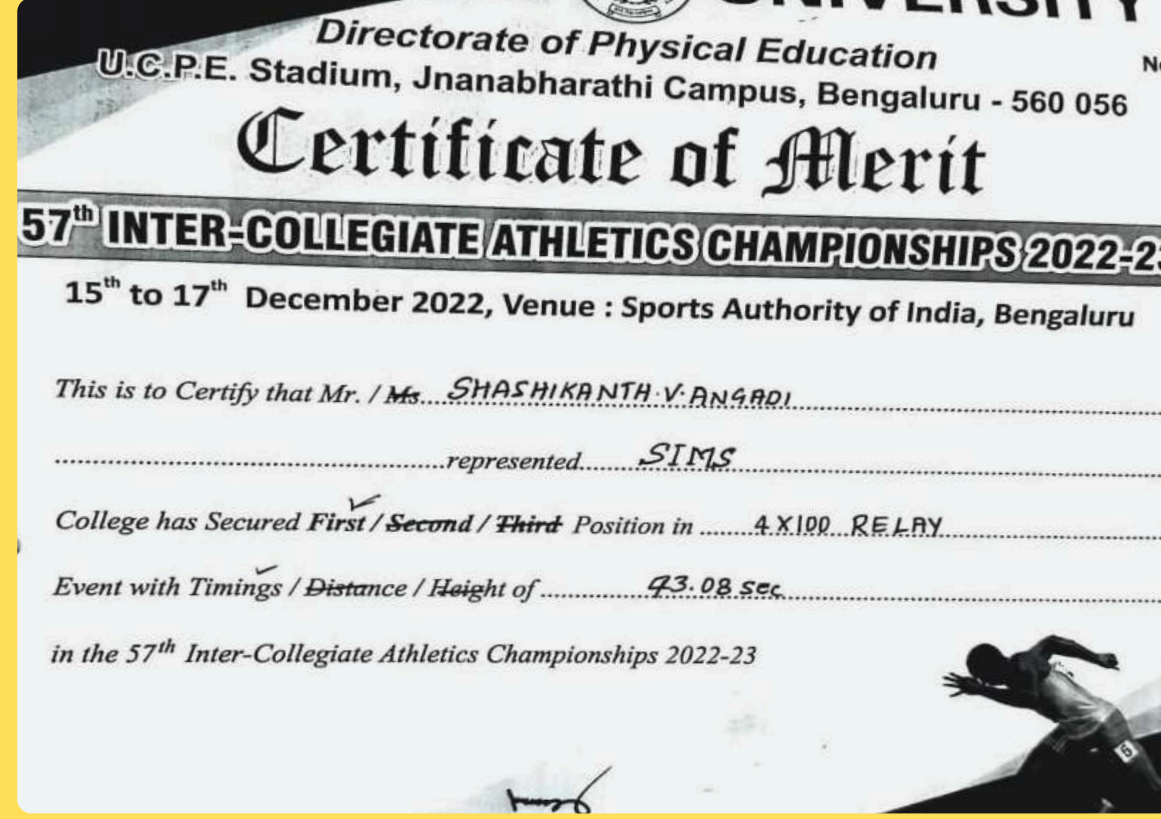 UNIVERSITY
Directorate of Physical Education
U.C.P.E. Stadium, Jnanabharathi Campus, Bengaluru - 560 056
Certificate of Merit
57th INTER-COLLEGIATE ATHLETICS CHAMPIONSHIPS 2022-23
15th to 17th December 2022, Venue : Sports Authority of India, Bengaluru
This is to Certify that Mr. / Ms. SHASHIKANTH.V.ANGADI
represented SIMS
College has Secured First / Second / Third Position in 4X100 RELAY
Event with Timings / Distance / Height of 43.08 sec
in the 57th Inter-Collegiate Athletics Championships 2022-23
5